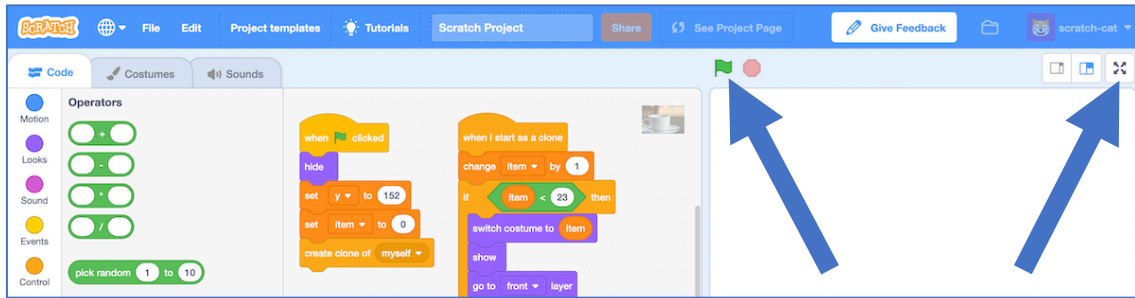 SCRATCH File Edit Project templates Tutorials Scratch Project Share See Project Page Give Feedback scratch-cat
Code Costumes Sounds
Motion
Looks
Sound
Events
Control
Operators
+
-
*
/
pick random 1 to 10
when clicked
hide
set y to 152
set item to 0
create clone of myself
when I start as a clone
change item by 1
if item < 23 then
switch costume to item
show
go to front layer